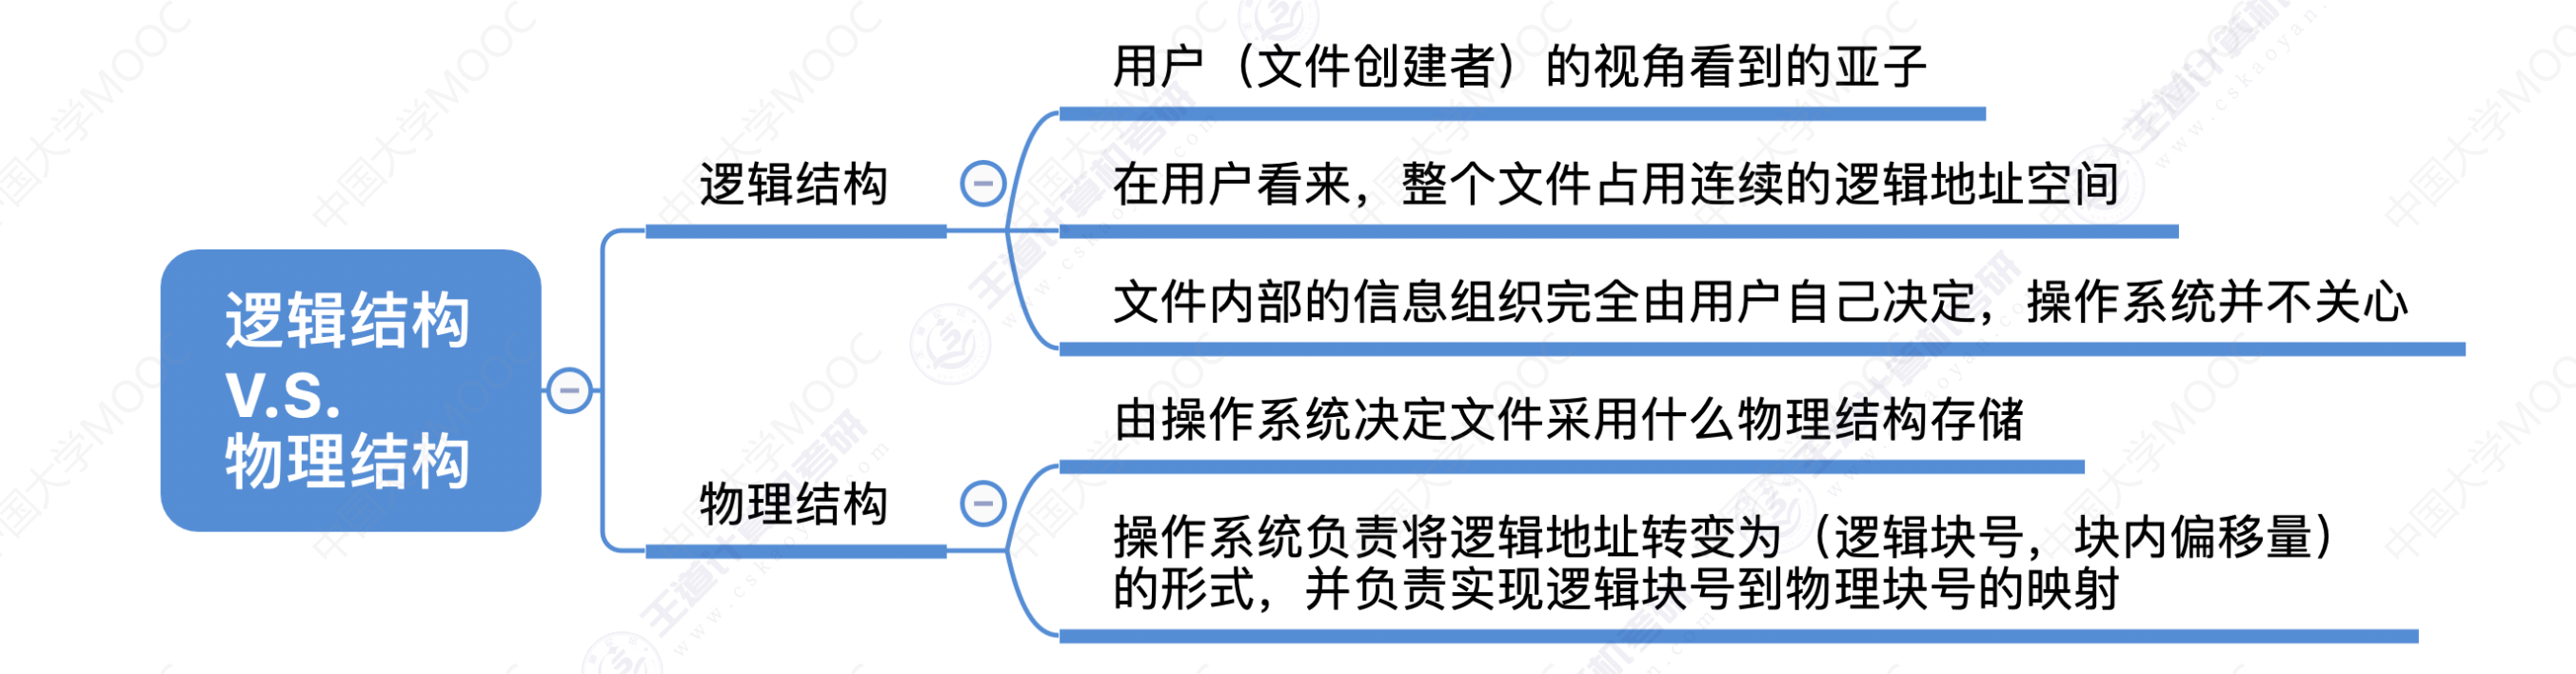 逻辑结构
V.S.
物理结构
逻辑结构
用户（文件创建者）的视角看到的亚子
在用户看来，整个文件占用连续的逻辑地址空间
文件内部的信息组织完全由用户自己决定，操作系统并不关心
物理结构
由操作系统决定文件采用什么物理结构存储
操作系统负责将逻辑地址转变为（逻辑块号，块内偏移量）
的形式，并负责实现逻辑块号到物理块号的映射
中国大学MOOC
王道计算机考研
www.cskaoyan.com